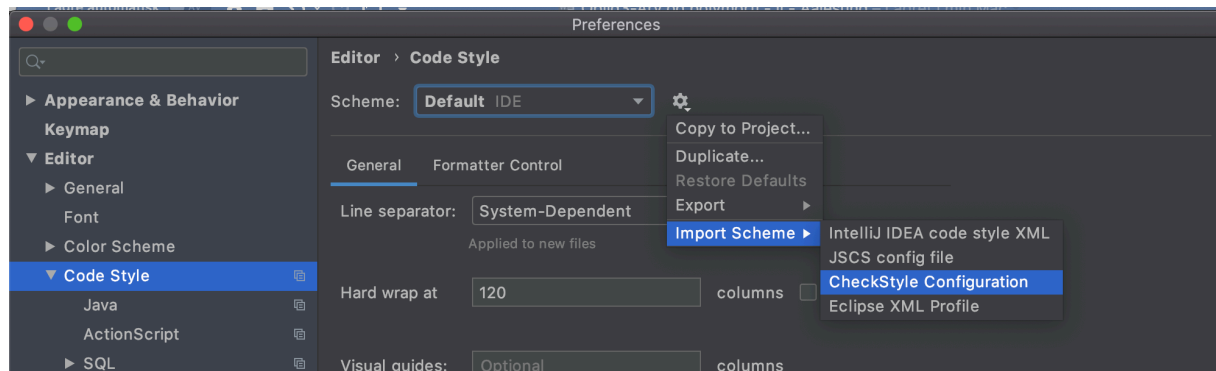 Preferences
Editor › Code Style
Scheme: Default IDE
Appearance & Behavior
Keymap
Editor
General
Font
Color Scheme
Code Style
Java
ActionScript
SQL
Copy to Project...
Duplicate...
Restore Defaults
Export
Import Scheme
General Formatter Control
Line separator: System-Dependent
Applied to new files
Hard wrap at 120 columns
Visual guides: Optional columns
IntelliJ IDEA code style XML
JSCS config file
CheckStyle Configuration
Eclipse XML Profile